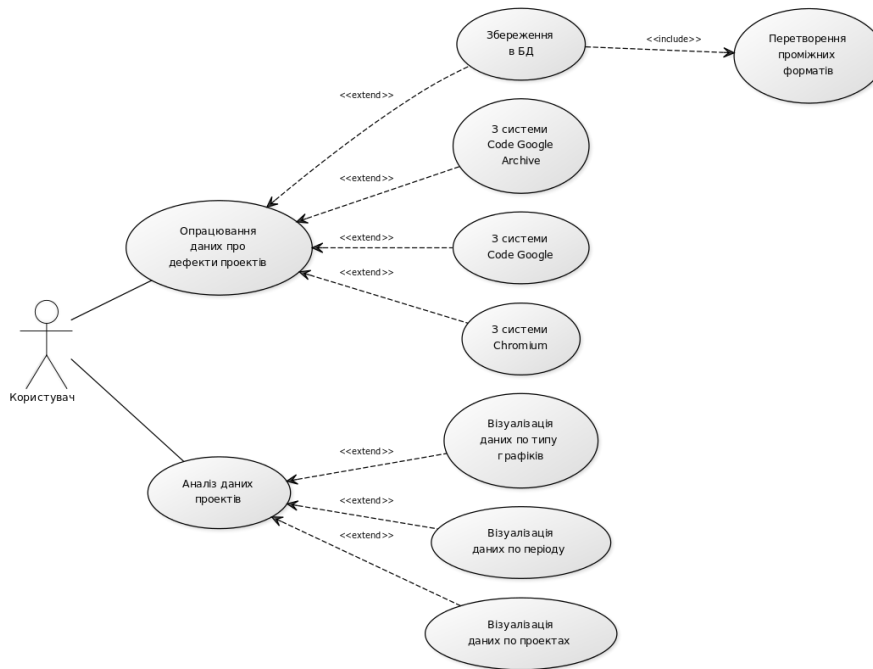 Збереження
в БД
<<include>>
Перетворення
проміжних
форматів
<<extend>>
З системи
Code Google
Archive
<<extend>>
Опрацювання
даних про
дефекти проектів
<<extend>>
З системи
Code Google
<<extend>>
З системи
Chromium
Користувач
Візуалізація
даних по типу
графіків
<<extend>>
Аналіз даних
проектів
<<extend>>
Візуалізація
даних по періоду
<<extend>>
Візуалізація
даних по проектах